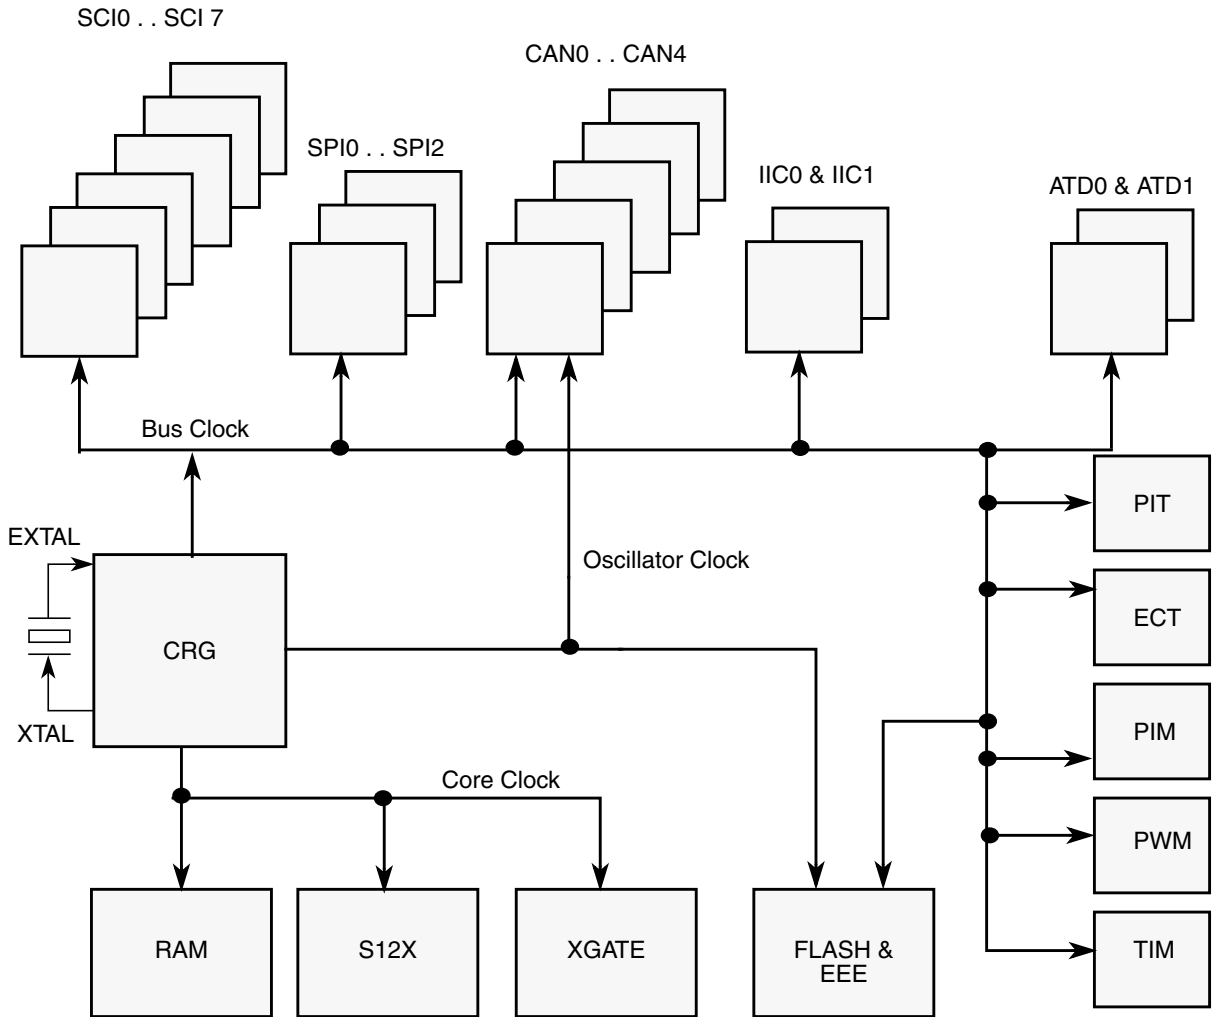 SCI0 . . SCI 7
CAN0 . . CAN4
SPI0 . . SPI2
IIC0 & IIC1
ATD0 & ATD1
Bus Clock
PIT
EXTAL
Oscillator Clock
ECT
CRG
XTAL
PIM
Core Clock
PWM
RAM
S12X
XGATE
FLASH &
EEE
TIM